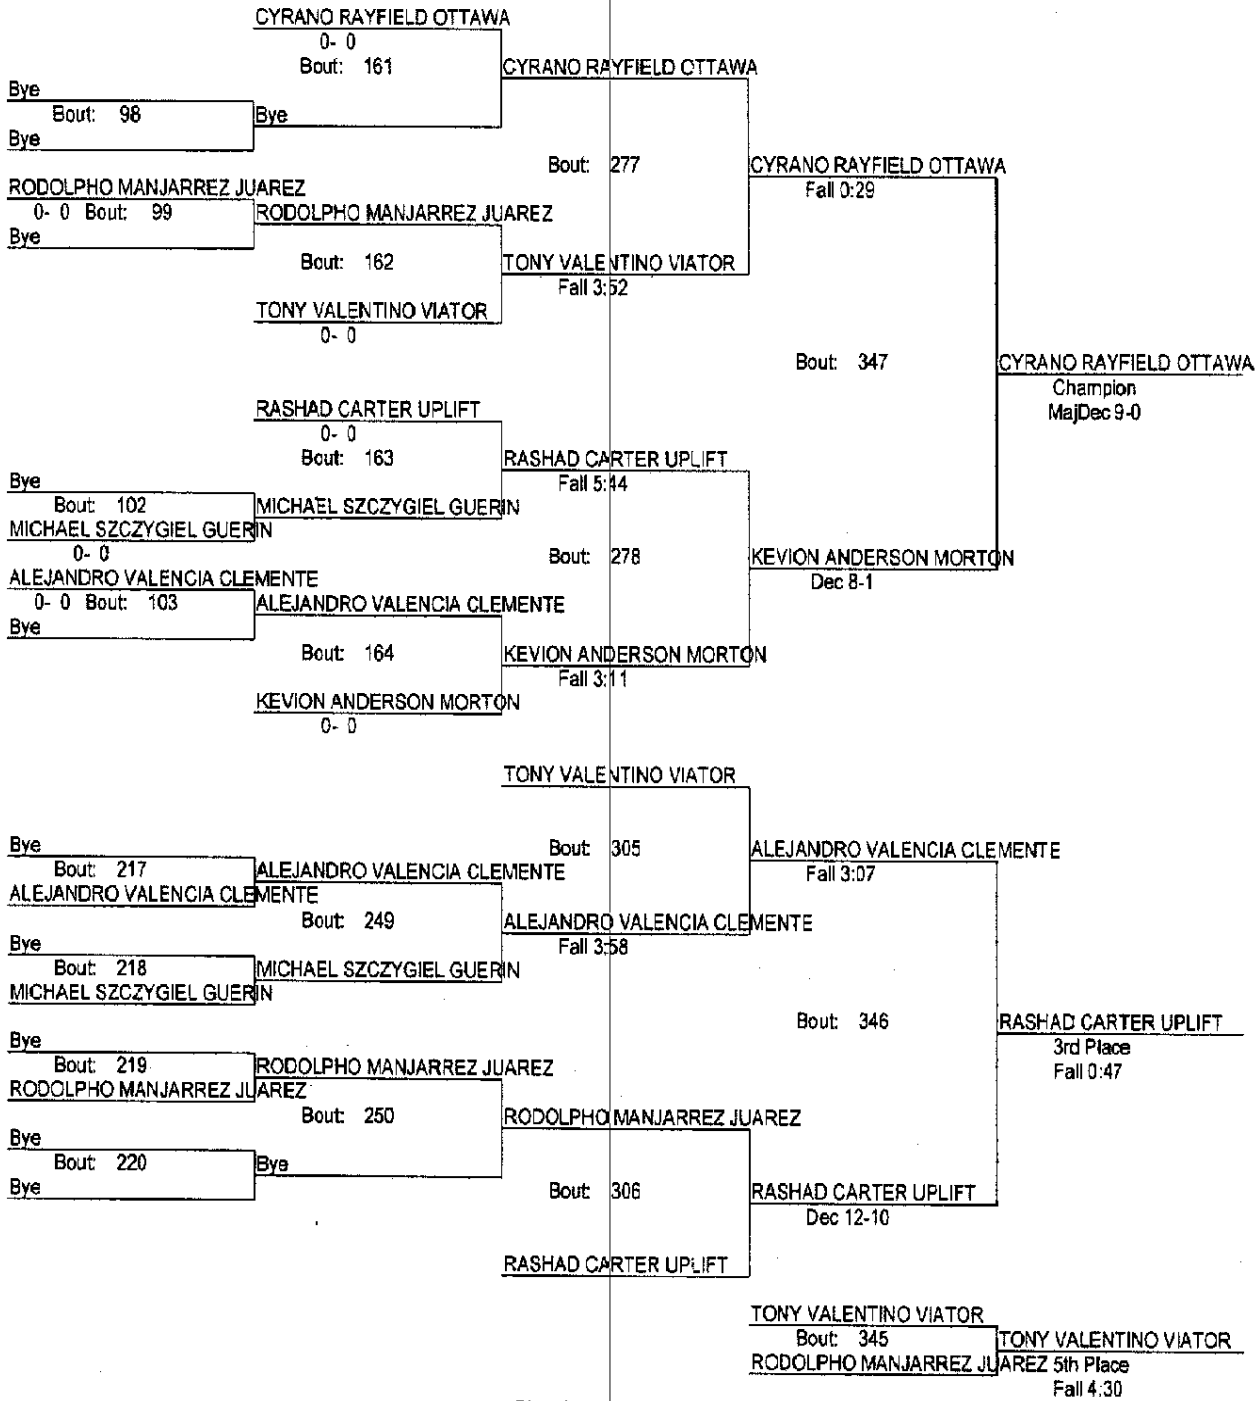 CYRANO RAYFIELD OTTAWA
0- 0
Bout: 161
CYRANO RAYFIELD OTTAWA
Bye
Bout: 98
Bye
Bye
Bout: 277
CYRANO RAYFIELD OTTAWA
Fall 0:29
RODOLPHO MANJARREZ JUAREZ
0- 0 Bout: 99
RODOLPHO MANJARREZ JUAREZ
Bye
Bout: 162
TONY VALENTINO VIATOR
Fall 3:52
TONY VALENTINO VIATOR
0- 0
Bout: 347
CYRANO RAYFIELD OTTAWA
Champion
MajDec 9-0
RASHAD CARTER UPLIFT
0- 0
Bout: 163
RASHAD CARTER UPLIFT
Fall 5:44
Bye
Bout: 102
MICHAEL SZCZYGIEL GUERIN
MICHAEL SZCZYGIEL GUERIN
0- 0
Bout: 278
KEVION ANDERSON MORTON
Dec 8-1
ALEJANDRO VALENCIA CLEMENTE
0- 0 Bout: 103
ALEJANDRO VALENCIA CLEMENTE
Bye
Bout: 164
KEVION ANDERSON MORTON
Fall 3:11
KEVION ANDERSON MORTON
0- 0
TONY VALENTINO VIATOR
Bye
Bout: 305
ALEJANDRO VALENCIA CLEMENTE
Fall 3:07
Bout: 217
ALEJANDRO VALENCIA CLEMENTE
ALEJANDRO VALENCIA CLEMENTE
Bout: 249
ALEJANDRO VALENCIA CLEMENTE
Fall 3:58
Bye
Bout: 218
MICHAEL SZCZYGIEL GUERIN
MICHAEL SZCZYGIEL GUERIN
Bout: 346
RASHAD CARTER UPLIFT
3rd Place
Fall 0:47
Bye
Bout: 219
RODOLPHO MANJARREZ JUAREZ
RODOLPHO MANJARREZ JUAREZ
Bout: 250
RODOLPHO MANJARREZ JUAREZ
Bye
Bout: 220
Bye
Bye
Bout: 306
RASHAD CARTER UPLIFT
Dec 12-10
RASHAD CARTER UPLIFT
TONY VALENTINO VIATOR
Bout: 345
TONY VALENTINO VIATOR
RODOLPHO MANJARREZ JUAREZ 5th Place
Fall 4:30